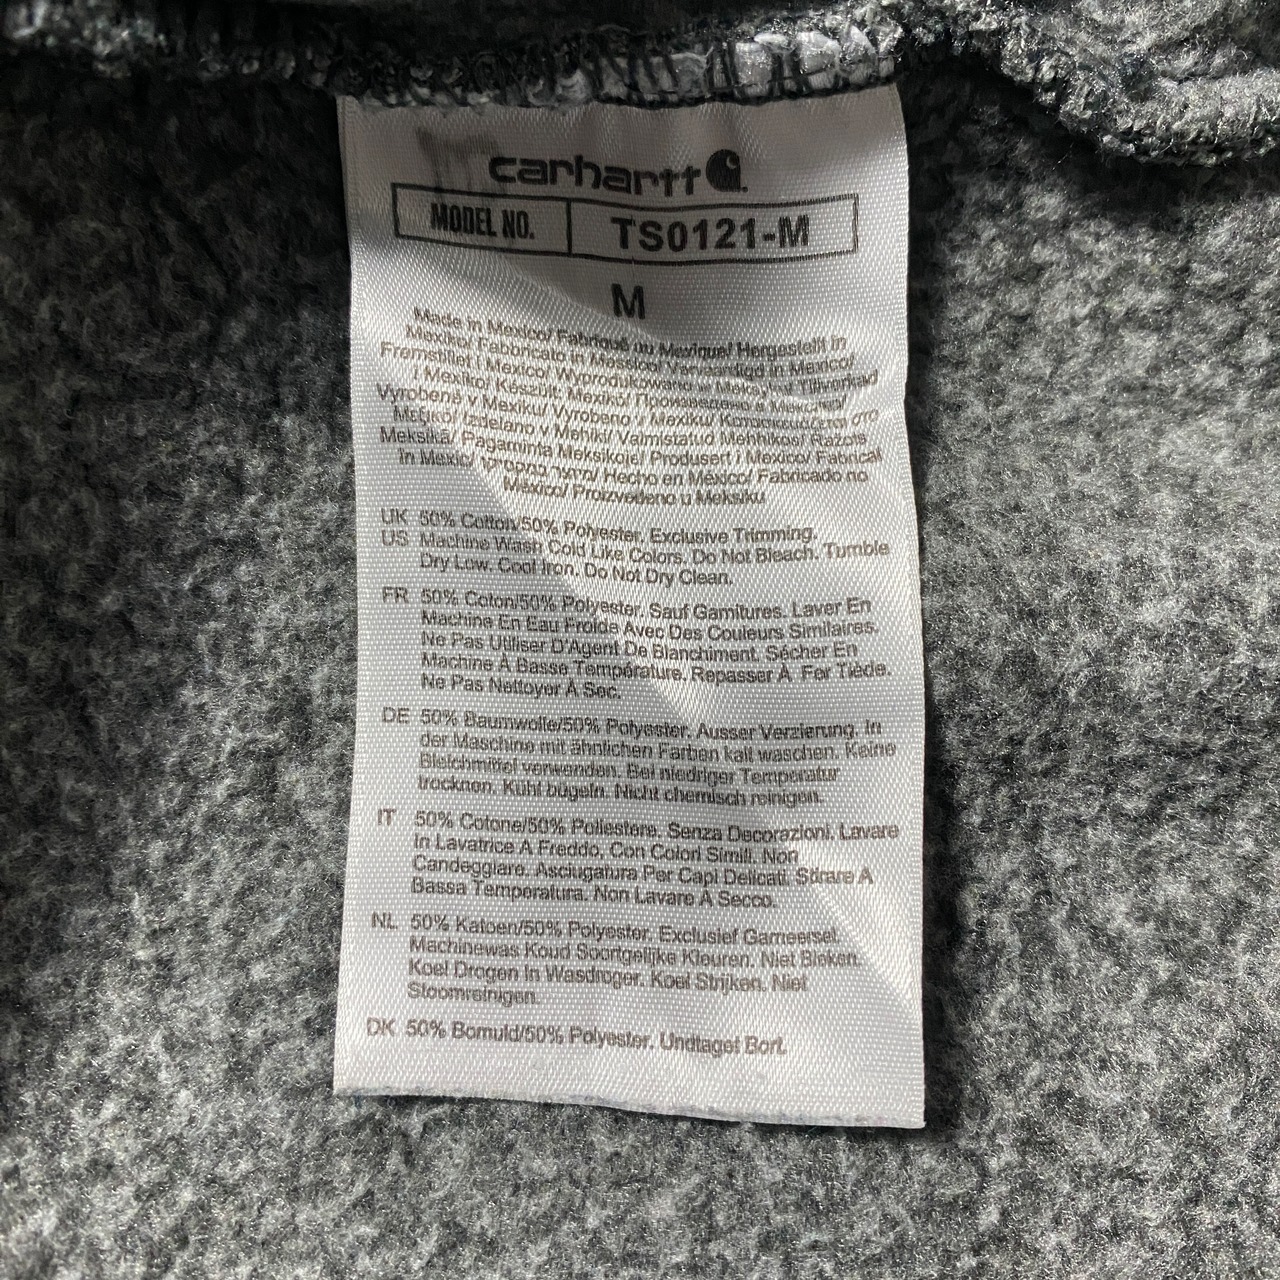 carhartt
MODEL NO. TS0121-M
M
Made in Mexico/ Fabriqué au Mexique/ Hergestellt in
Mexiko/ Fabbricato in Messico/ Vervaardigd in Mexico/
Fremstillet i Mexico/ Wyprodukowano w Meksyku/ Tillverkad
i Mexiko/ Készült: Mexikó/ Произведено в Мексико/
Vyrobené v Mexiku/ Vyrobeno v Mexiku/ Κατασκευάζεται στο
Μεξικό/ Izdelano v Mehiki/ Valmistatud Mehhikos/ Ražots
Meksikā/ Pagaminta Meksikoje/ Produsert i Mexico/ Fabricat
în Mexic/ מיוצר במקסיקו/ Hecho en México/ Fabricado no
México/ Proizvedeno u Meksiku
UK 50% Cotton/50% Polyester. Exclusive Trimming.
US Machine Wash Cold Like Colors. Do Not Bleach. Tumble
Dry Low. Cool Iron. Do Not Dry Clean.
FR 50% Coton/50% Polyester. Sauf Garnitures. Laver En
Machine En Eau Froide Avec Des Couleurs Similaires.
Ne Pas Utiliser D'Agent De Blanchiment. Sécher En
Machine À Basse Température. Repasser À Fer Tiède.
Ne Pas Nettoyer À Sec.
DE 50% Baumwolle/50% Polyester. Ausser Verzierung. In
der Maschine mit ähnlichen Farben kalt waschen. Keine
Bleichmittel verwenden. Bei niedriger Temperatur
trocknen. Kühl bügeln. Nicht chemisch reinigen.
IT 50% Cotone/50% Poliestere. Senza Decorazioni. Lavare
In Lavatrice A Freddo, Con Colori Simili. Non
Candeggiare. Asciugatura Per Capi Delicati. Stirare A
Bassa Temperatura. Non Lavare A Secco.
NL 50% Katoen/50% Polyester. Exclusief Garneersel.
Machinewas Koud Soortgelijke Kleuren. Niet Bleken.
Koel Drogen In Wasdroger. Koel Strijken. Niet
Stoomreinigen.
DK 50% Bomuld/50% Polyester. Undtaget Bort.